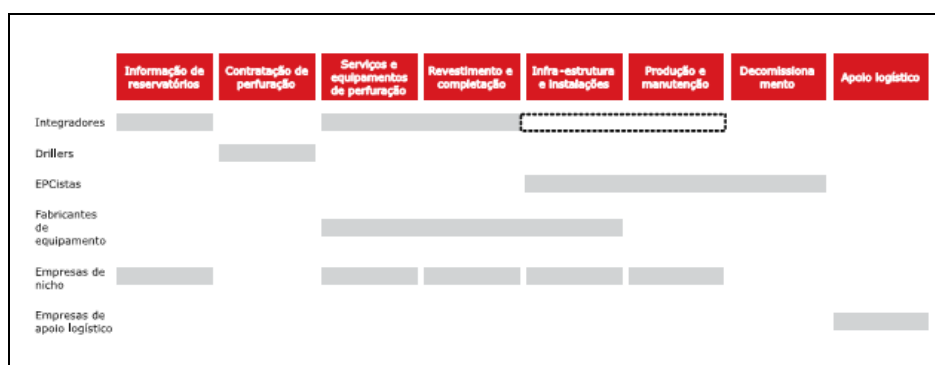 Informação de
reservatórios
Contratação de
perfuração
Serviços e
equipamentos
de perfuração
Revestimento e
completação
Infra-estrutura
e instalações
Produção e
manutenção
Decomissiona
mento
Apoio logístico
Integradores
Drillers
EPCistas
Fabricantes
de
equipamento
Empresas de
nicho
Empresas de
apoio logístico